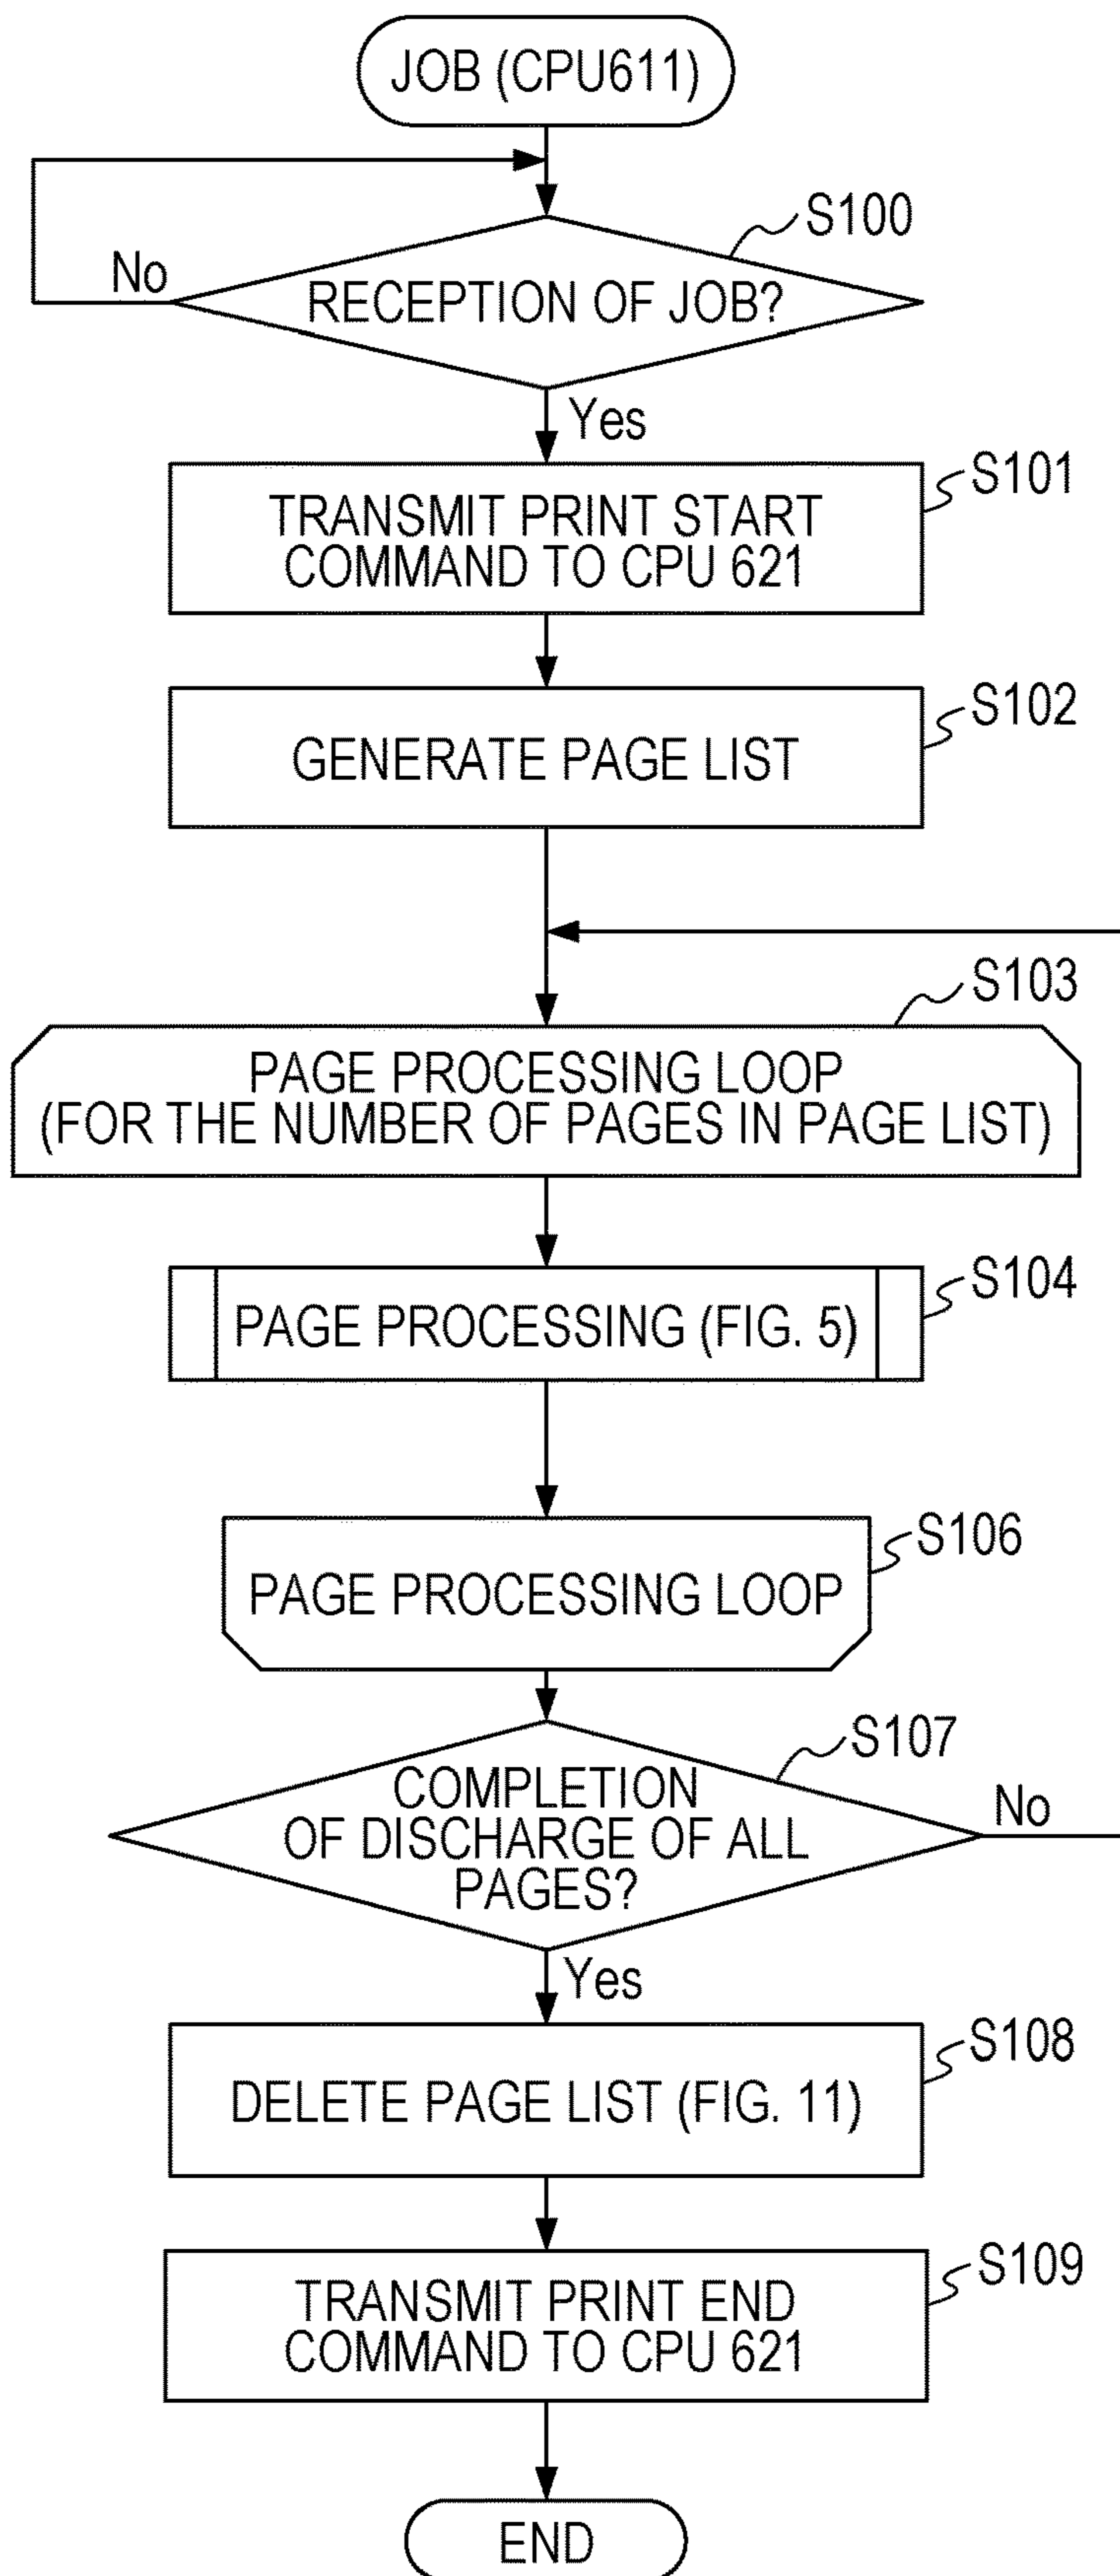 JOB (CPU611)
S100
No
RECEPTION OF JOB?
Yes
S101
TRANSMIT PRINT START
COMMAND TO CPU 621
S102
GENERATE PAGE LIST
S103
PAGE PROCESSING LOOP
(FOR THE NUMBER OF PAGES IN PAGE LIST)
S104
PAGE PROCESSING (FIG. 5)
S106
PAGE PROCESSING LOOP
S107
COMPLETION
OF DISCHARGE OF ALL
PAGES?
No
Yes
S108
DELETE PAGE LIST (FIG. 11)
S109
TRANSMIT PRINT END
COMMAND TO CPU 621
END